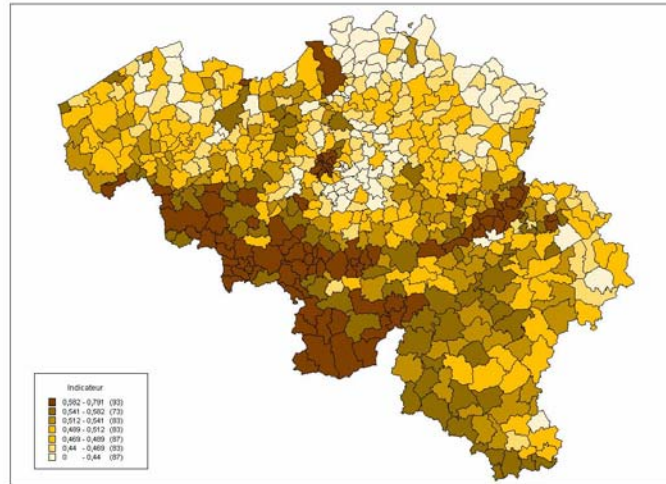 Indicateur
0,582 - 0,791 (93)
0,541 - 0,582 (73)
0,512 - 0,541 (83)
0,489 - 0,512 (83)
0,469 - 0,489 (87)
0,44 - 0,469 (83)
0 - 0,44 (87)